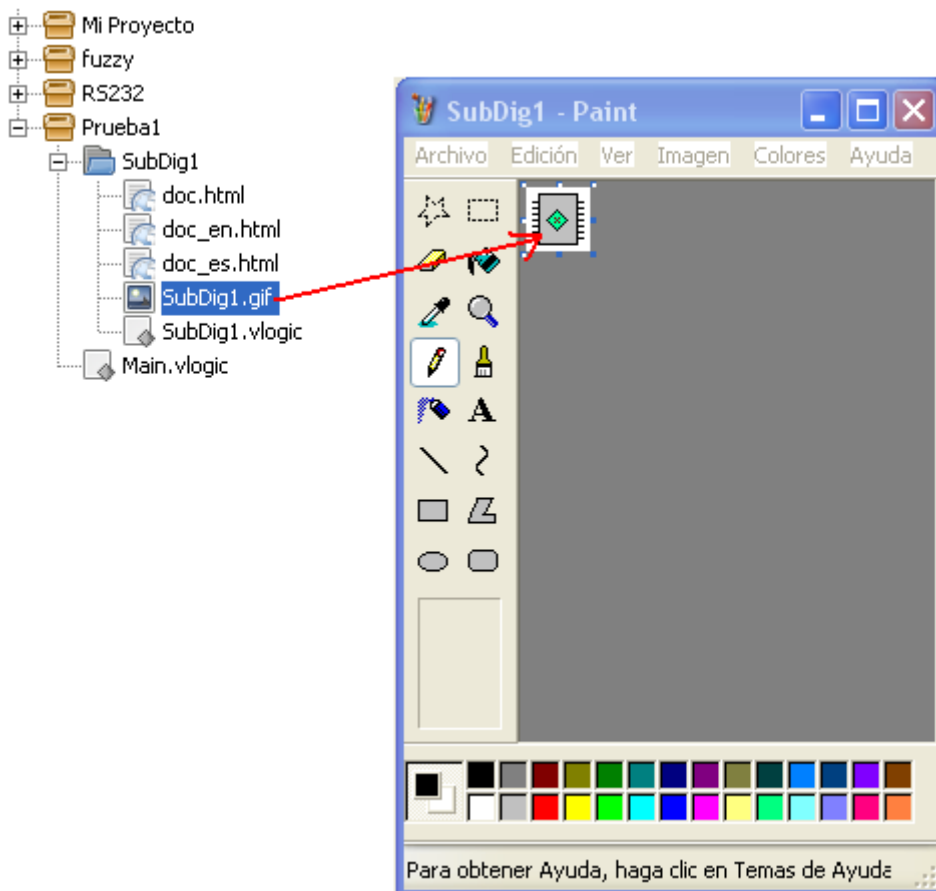 Mi Proyecto
fuzzy
RS232
Prueba1
SubDig1
doc.html
doc_en.html
doc_es.html
SubDig1.gif
SubDig1.vlogic
Main.vlogic
SubDig1 - Paint
Archivo Edición Ver Imagen Colores Ayuda
A
Para obtener Ayuda, haga clic en Temas de Ayuda